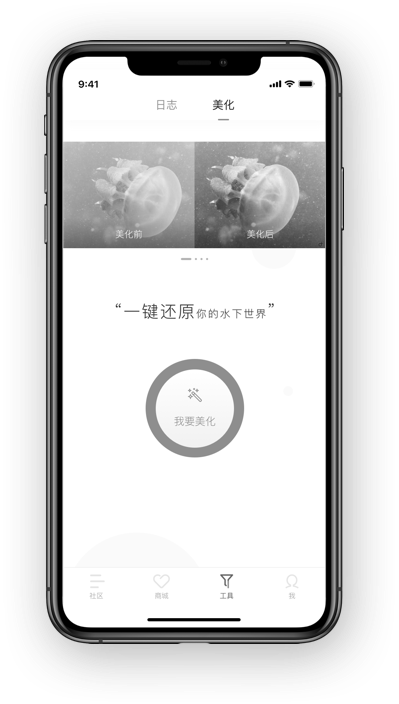 9:41
日志 美化
美化前 美化后
“一键还原你的水下世界”
我要美化
社区 商城 工具 我